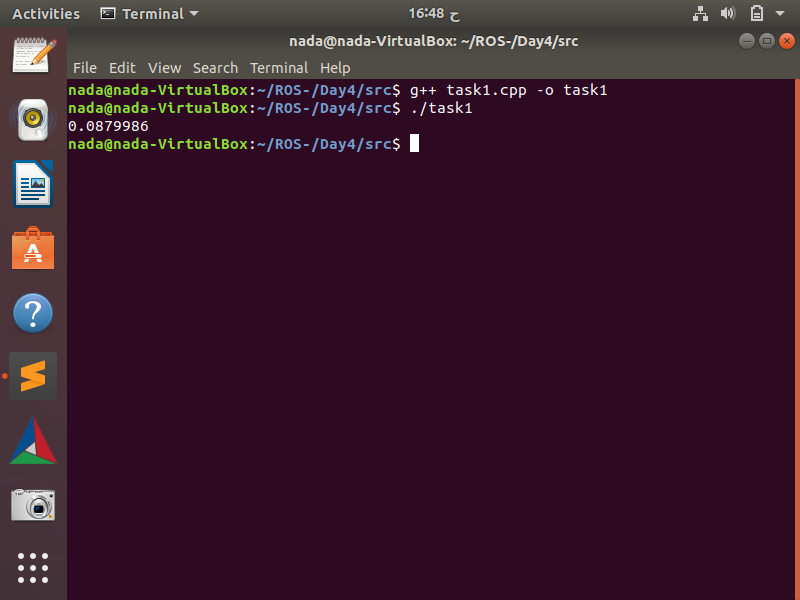 Activities Terminal 16:48 ح
nada@nada-VirtualBox: ~/ROS-/Day4/src
File Edit View Search Terminal Help
nada@nada-VirtualBox:~/ROS-/Day4/src$ g++ task1.cpp -o task1
nada@nada-VirtualBox:~/ROS-/Day4/src$ ./task1
0.0879986
nada@nada-VirtualBox:~/ROS-/Day4/src$